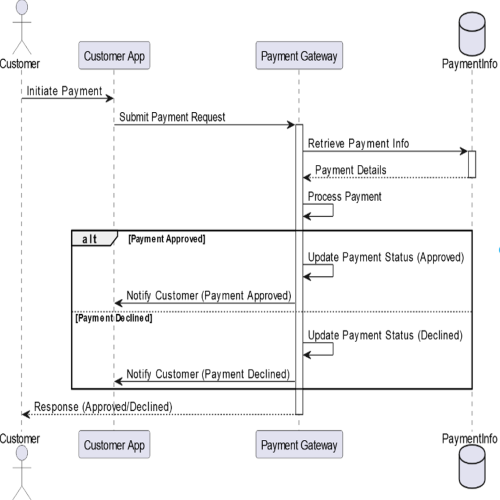 Customer
Customer App
Payment Gateway
PaymentInfo
Initiate Payment
Submit Payment Request
Retrieve Payment Info
Payment Details
Process Payment
alt [Payment Approved]
Update Payment Status (Approved)
Notify Customer (Payment Approved)
[Payment Declined]
Update Payment Status (Declined)
Notify Customer (Payment Declined)
Response (Approved/Declined)
Customer
Customer App
Payment Gateway
PaymentInfo